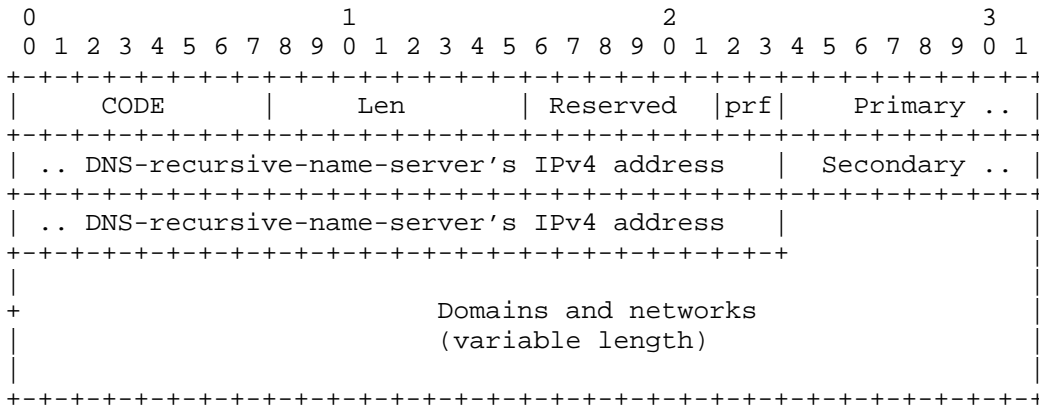 0                   1                   2                   3
 0 1 2 3 4 5 6 7 8 9 0 1 2 3 4 5 6 7 8 9 0 1 2 3 4 5 6 7 8 9 0 1
+-+-+-+-+-+-+-+-+-+-+-+-+-+-+-+-+-+-+-+-+-+-+-+-+-+-+-+-+-+-+-+-+
|     CODE      |     Len       | Reserved  |prf|    Primary .. |
+-+-+-+-+-+-+-+-+-+-+-+-+-+-+-+-+-+-+-+-+-+-+-+-+-+-+-+-+-+-+-+-+
| .. DNS-recursive-name-server's IPv4 address   |  Secondary .. |
+-+-+-+-+-+-+-+-+-+-+-+-+-+-+-+-+-+-+-+-+-+-+-+-+-+-+-+-+-+-+-+-+
| .. DNS-recursive-name-server's IPv4 address   |               |
+-+-+-+-+-+-+-+-+-+-+-+-+-+-+-+-+-+-+-+-+-+-+-+-+               |
|                                                               |
+                          Domains and networks                 |
|                          (variable length)                    |
|                                                               |
+-+-+-+-+-+-+-+-+-+-+-+-+-+-+-+-+-+-+-+-+-+-+-+-+-+-+-+-+-+-+-+-+